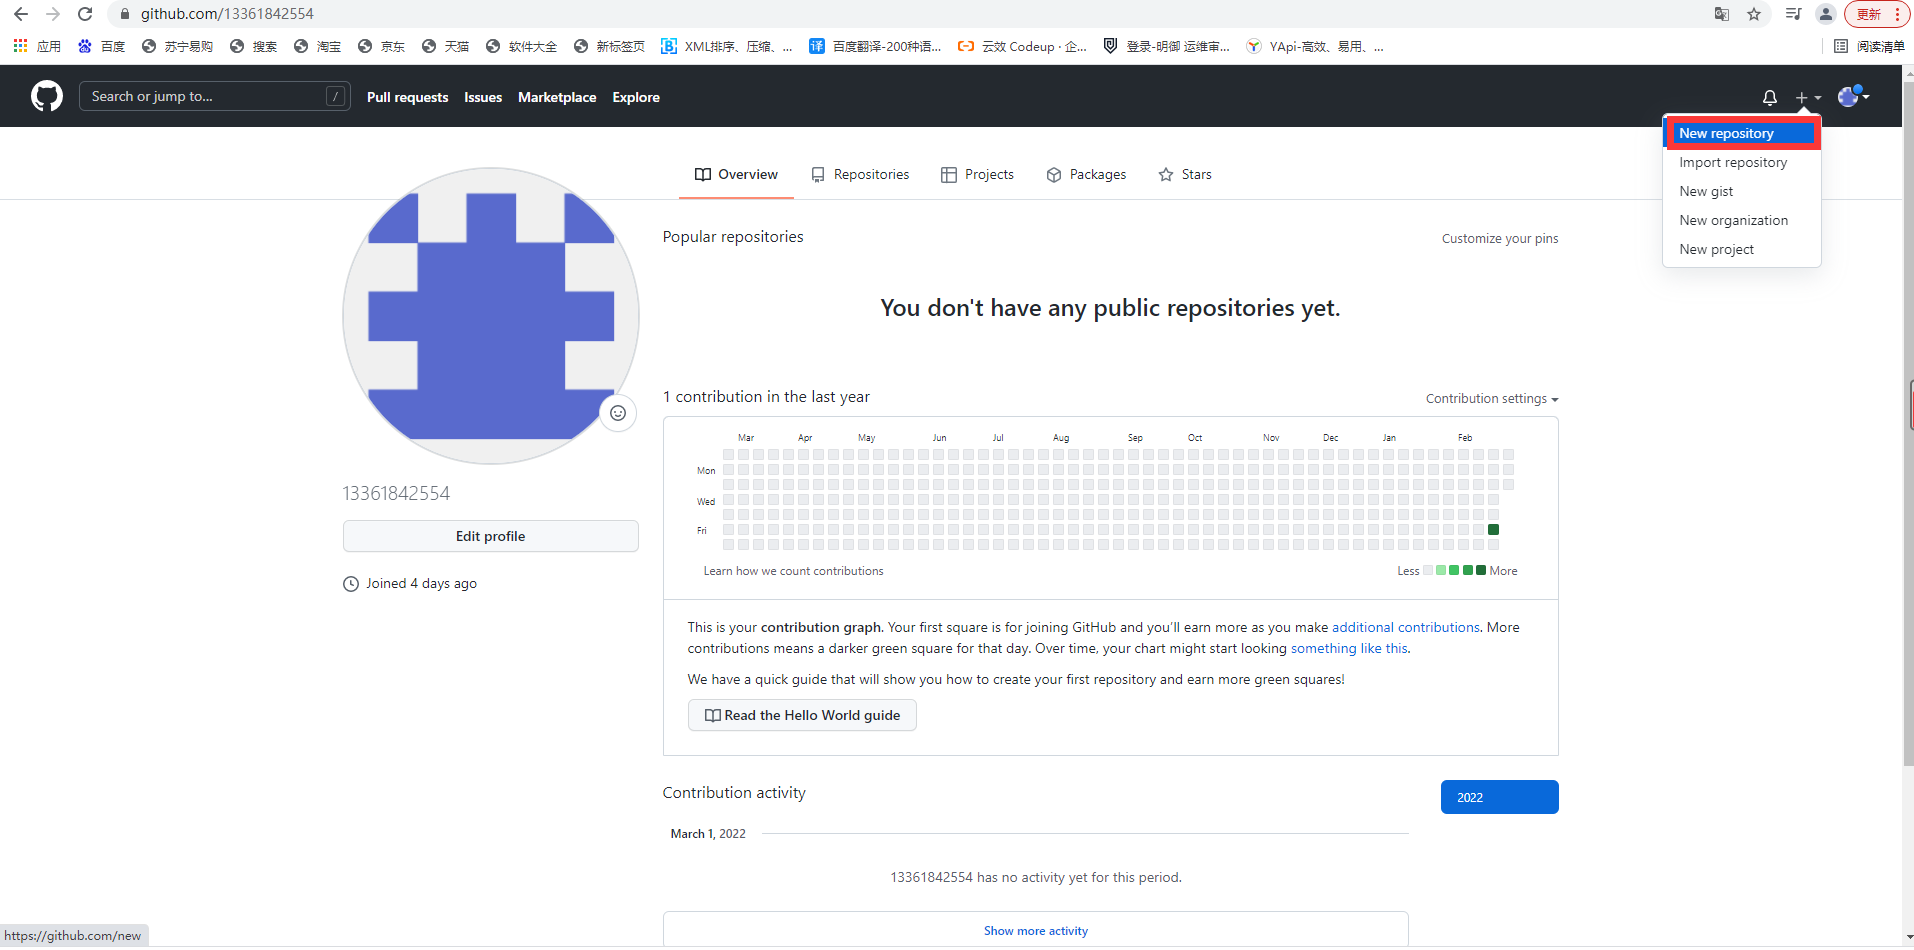 github.com/13361842554
更新
应用 百度 苏宁易购 搜索 淘宝 京东 天猫 软件大全 新标签页 XML排序、压缩、... 百度翻译-200种语... 云效 Codeup · 企... 登录-明御 运维审... YApi-高效、易用、... 阅读清单
Search or jump to... / Pull requests Issues Marketplace Explore
New repository
Import repository
New gist
New organization
New project
Overview Repositories Projects Packages Stars
Popular repositories Customize your pins
You don't have any public repositories yet.
13361842554
Edit profile
Joined 4 days ago
1 contribution in the last year Contribution settings
Mar Apr May Jun Jul Aug Sep Oct Nov Dec Jan Feb
Mon
Wed
Fri
Learn how we count contributions Less More
This is your contribution graph. Your first square is for joining GitHub and you'll earn more as you make additional contributions. More
contributions means a darker green square for that day. Over time, your chart might start looking something like this.
We have a quick guide that will show you how to create your first repository and earn more green squares!
Read the Hello World guide
Contribution activity 2022
March 1, 2022
13361842554 has no activity yet for this period.
Show more activity
https://github.com/new